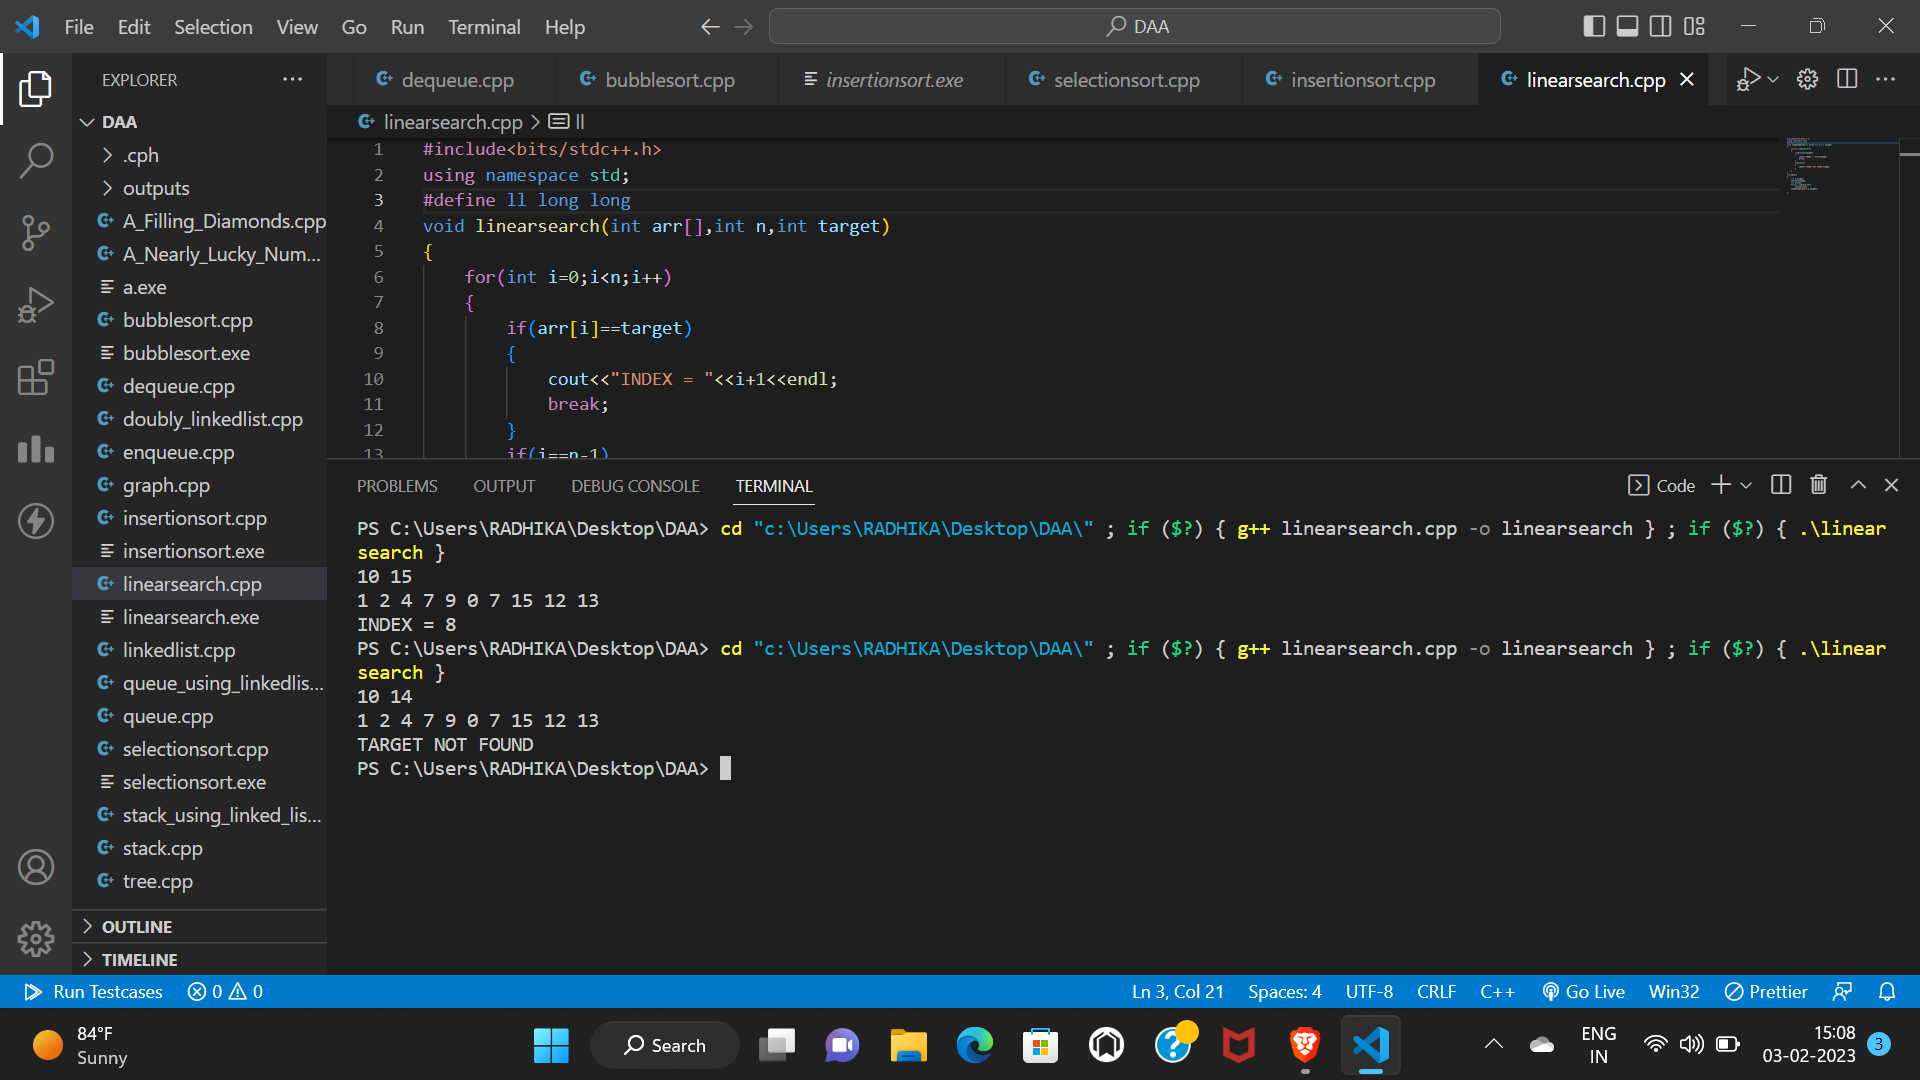 File Edit Selection View Go Run Terminal Help
DAA
EXPLORER
dequeue.cpp
bubblesort.cpp
insertionsort.exe
selectionsort.cpp
insertionsort.cpp
linearsearch.cpp
DAA
.cph
outputs
A_Filling_Diamonds.cpp
A_Nearly_Lucky_Num...
a.exe
bubblesort.cpp
bubblesort.exe
dequeue.cpp
doubly_linkedlist.cpp
enqueue.cpp
graph.cpp
insertionsort.cpp
insertionsort.exe
linearsearch.cpp
linearsearch.exe
linkedlist.cpp
queue_using_linkedlis...
queue.cpp
selectionsort.cpp
selectionsort.exe
stack_using_linked_lis...
stack.cpp
tree.cpp
OUTLINE
TIMELINE
linearsearch.cpp > ll
1 #include<bits/stdc++.h>
2 using namespace std;
3 #define ll long long
4 void linearsearch(int arr[],int n,int target)
5 {
6 for(int i=0;i<n;i++)
7 {
8 if(arr[i]==target)
9 {
10 cout<<"INDEX = "<<i+1<<endl;
11 break;
12 }
13 if(i==n-1)
PROBLEMS OUTPUT DEBUG CONSOLE TERMINAL
Code
PS C:\Users\RADHIKA\Desktop\DAA> cd "c:\Users\RADHIKA\Desktop\DAA\" ; if ($?) { g++ linearsearch.cpp -o linearsearch } ; if ($?) { .\linear
search }
10 15
1 2 4 7 9 0 7 15 12 13
INDEX = 8
PS C:\Users\RADHIKA\Desktop\DAA> cd "c:\Users\RADHIKA\Desktop\DAA\" ; if ($?) { g++ linearsearch.cpp -o linearsearch } ; if ($?) { .\linear
search }
10 14
1 2 4 7 9 0 7 15 12 13
TARGET NOT FOUND
PS C:\Users\RADHIKA\Desktop\DAA>
Run Testcases 0 0
Ln 3, Col 21 Spaces: 4 UTF-8 CRLF C++ Go Live Win32 Prettier
84°F
Sunny
Search
ENG
IN
15:08
03-02-2023
3